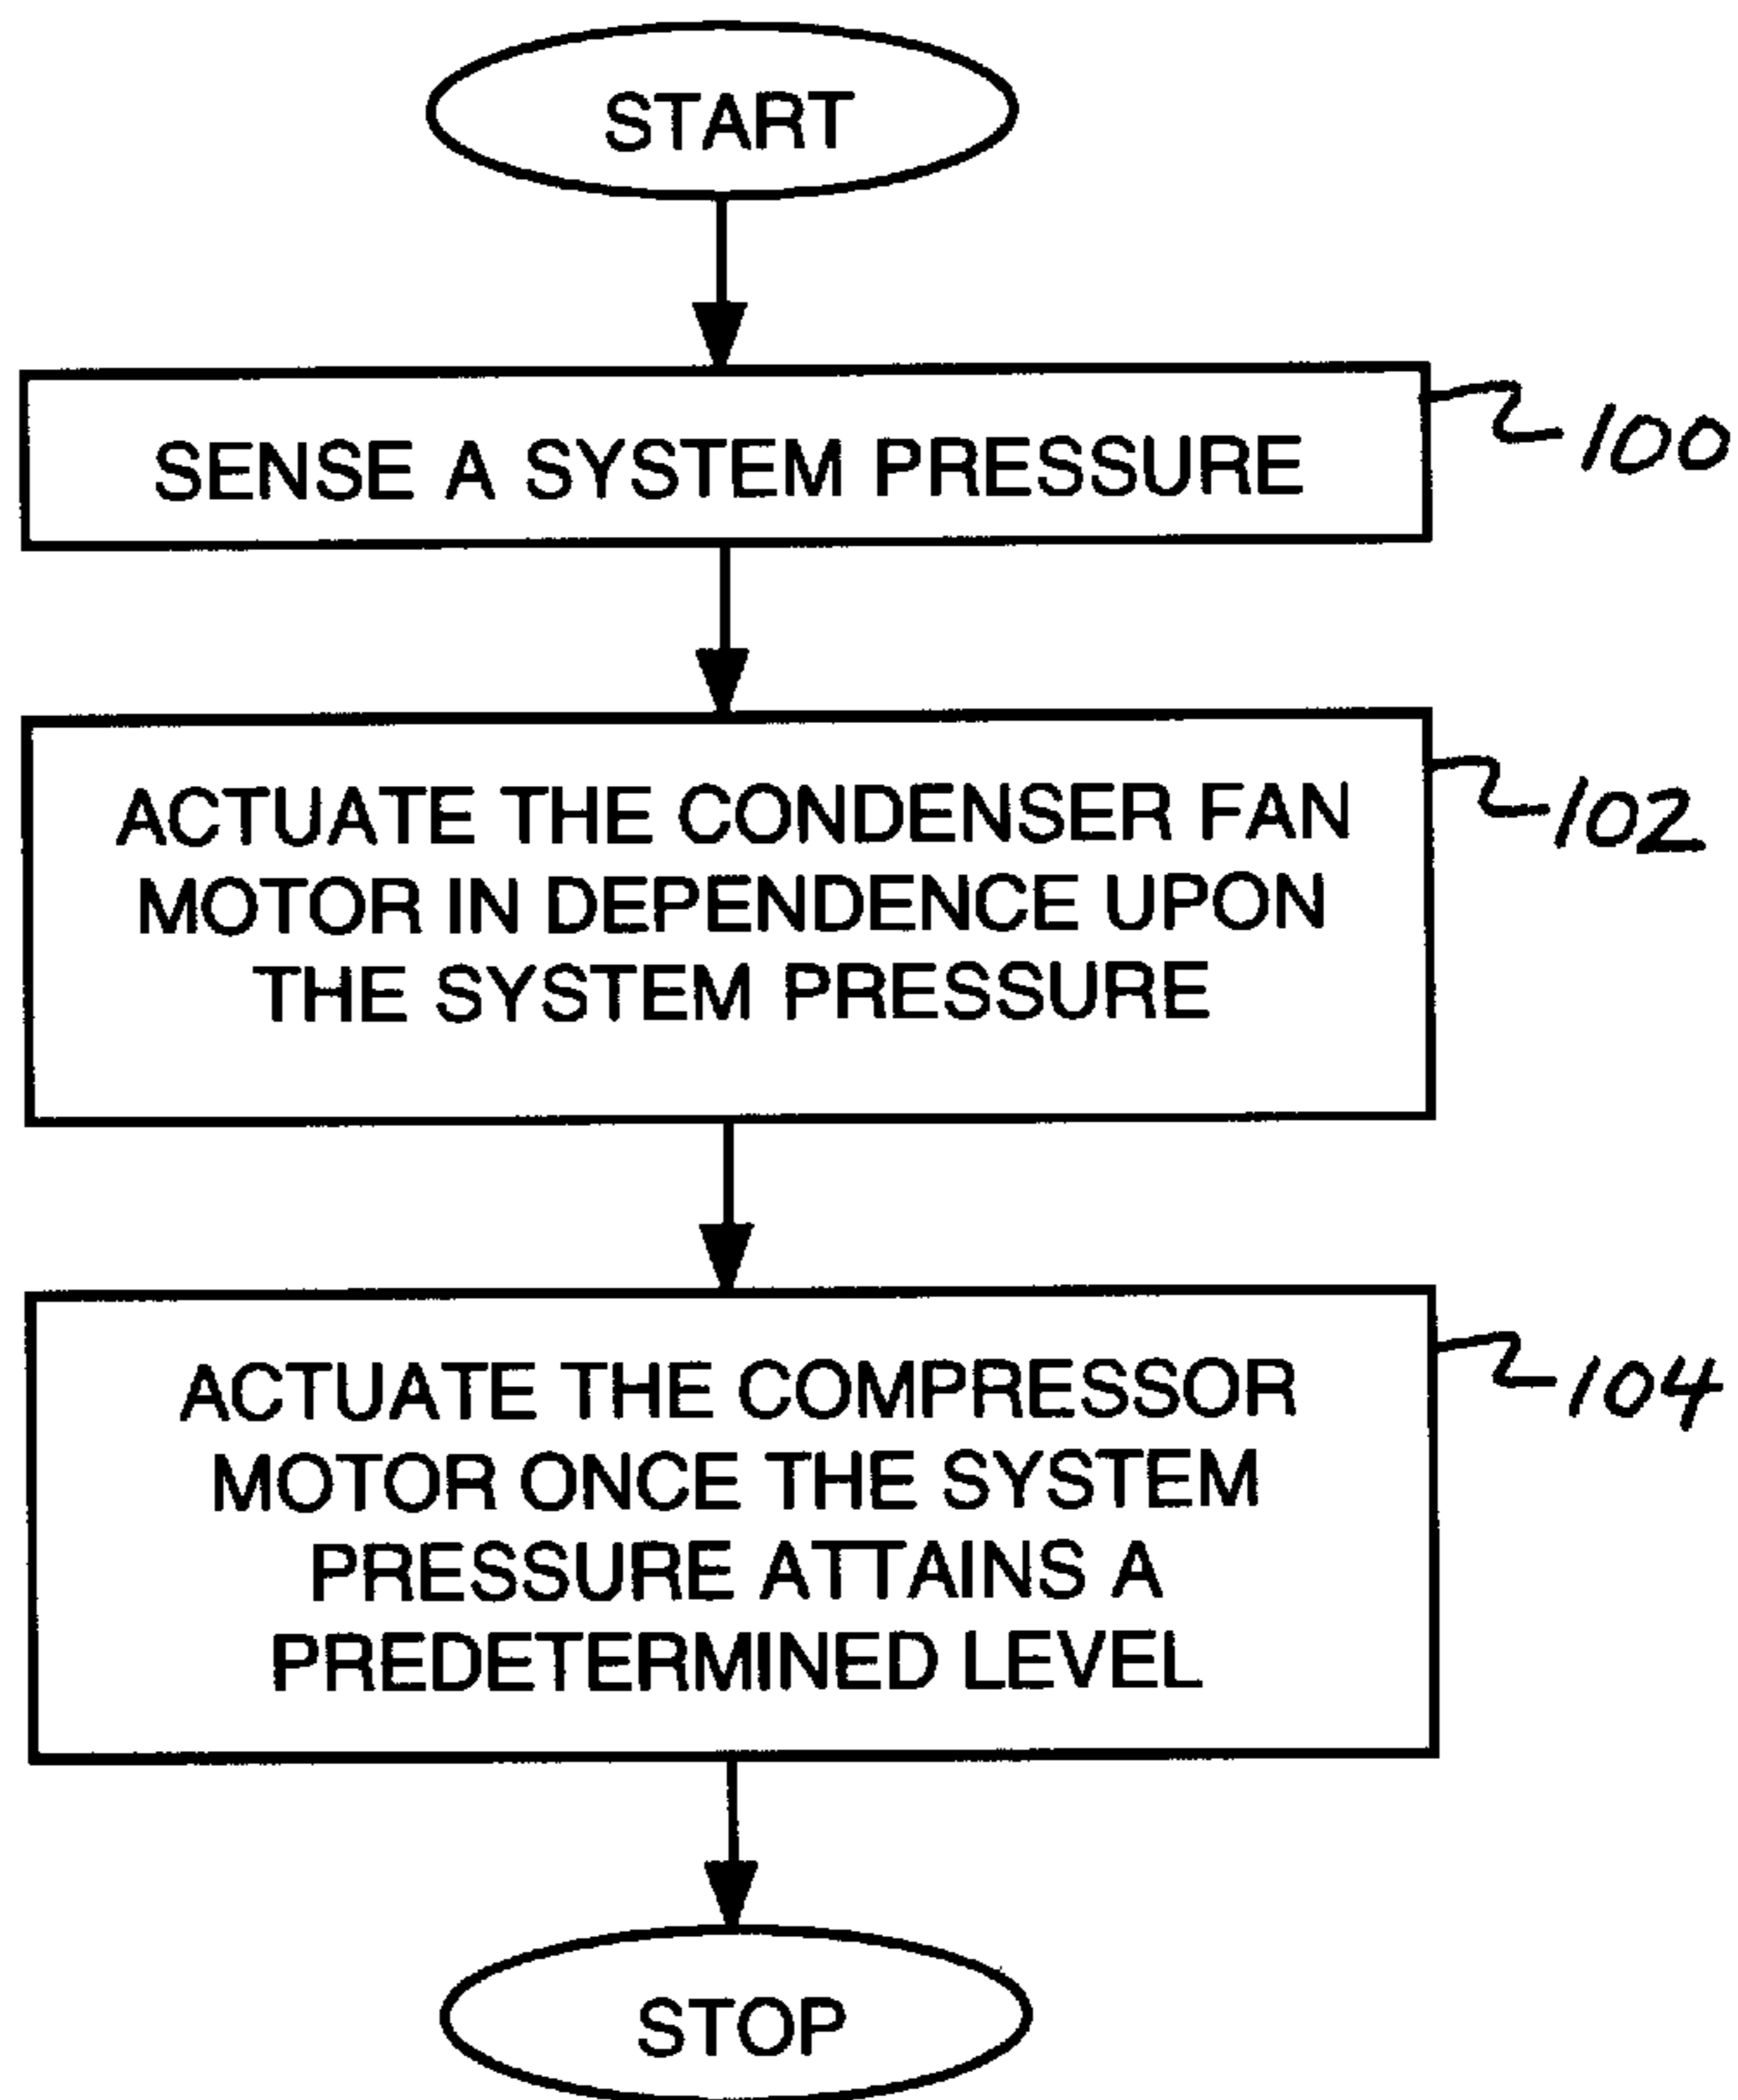 START
SENSE A SYSTEM PRESSURE
100
ACTUATE THE CONDENSER FAN
MOTOR IN DEPENDENCE UPON
THE SYSTEM PRESSURE
102
ACTUATE THE COMPRESSOR
MOTOR ONCE THE SYSTEM
PRESSURE ATTAINS A
PREDETERMINED LEVEL
104
STOP